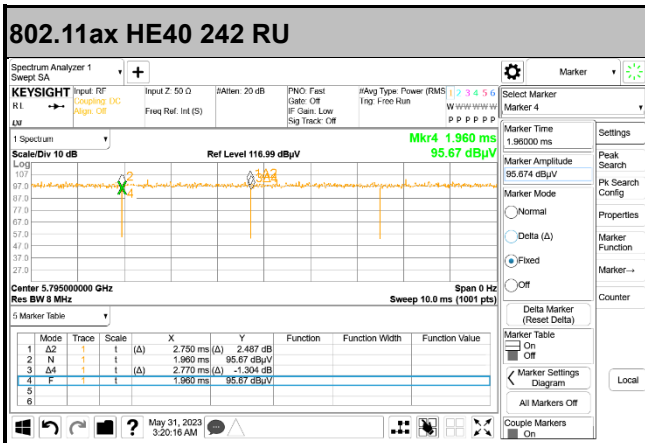 802.11ax HE40 242 RU
Spectrum Analyzer 1
Swept SA
Marker
KEYSIGHT
RL
Input: RF
Coupling: DC
Align: Off
Input Z: 50 Ω
Freq Ref: Int (S)
#Atten: 20 dB
PNO: Fast
Gate: Off
IF Gain: Low
Sig Track: Off
#Avg Type: Power (RMS
Trig: Free Run
1 2 3 4 5 6
W W W W W W
P P P P P P
1 Spectrum
Scale/Div 10 dB
Ref Level 116.99 dBµV
Mkr4 1.960 ms
95.67 dBµV
Log
107
97.0
87.0
77.0
67.0
57.0
47.0
37.0
27.0
2
4
Center 5.795000000 GHz
Res BW 8 MHz
Span 0 Hz
Sweep 10.0 ms (1001 pts)
5 Marker Table
Mode Trace Scale X Y Function Function Width Function Value
1 Δ2 1 t (Δ) 2.750 ms (Δ) 2.487 dB
2 N 1 t 1.960 ms 95.67 dBµV
3 Δ4 1 t (Δ) 2.770 ms (Δ) -1.304 dB
4 F 1 t 1.960 ms 95.67 dBµV
5
6
May 31, 2023
3:20:16 AM
Select Marker
Marker 4
Marker Time
1.96000 ms
Marker Amplitude
95.674 dBµV
Marker Mode
Normal
Delta (Δ)
Fixed
Off
Delta Marker
(Reset Delta)
Marker Table
On
Off
Marker Settings
Diagram
All Markers Off
Couple Markers
On
Settings
Peak
Search
Pk Search
Config
Properties
Marker
Function
Marker→
Counter
Local